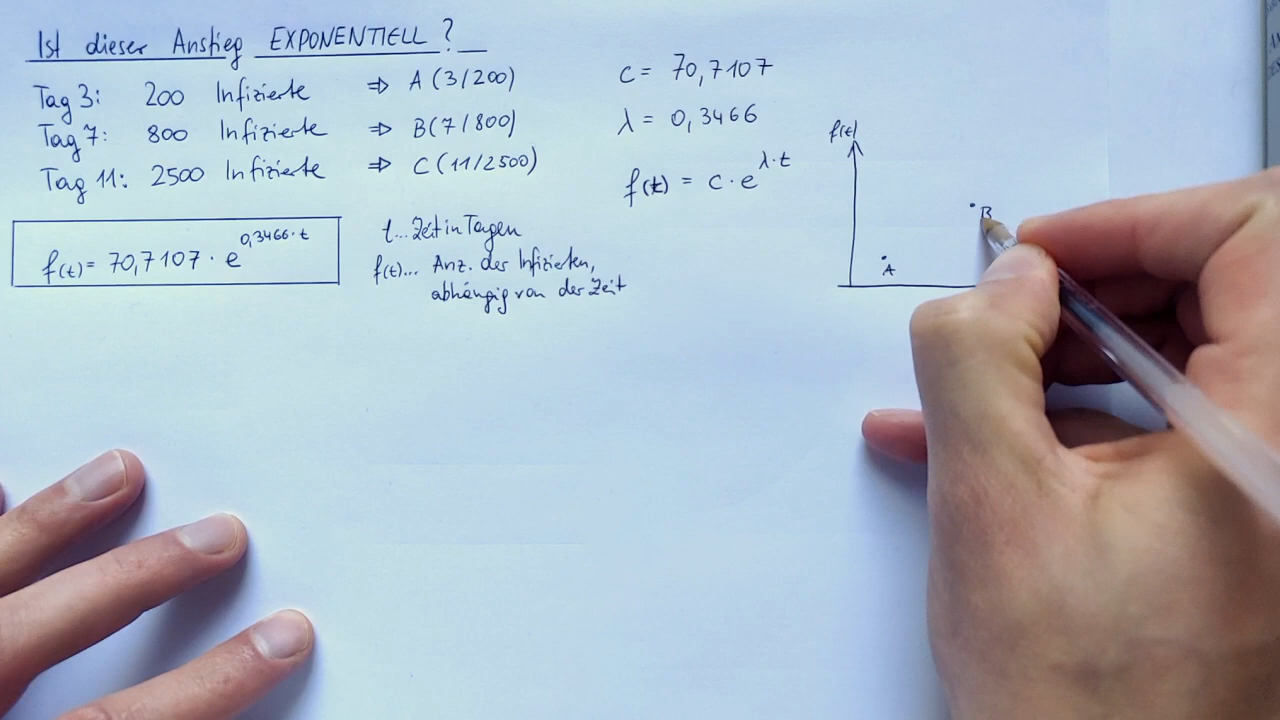 Ist dieser Anstieg EXPONENTIELL?
Tag 3: 200 Infizierte ⇒ A (3/200)
Tag 7: 800 Infizierte ⇒ B(7/800)
Tag 11: 2500 Infizierte ⇒ C (11/2500)
f(t) = 70,7107 · e^0,3466·t
t... Zeit in Tagen
f(t)... Anz. der Infizierten,
abhängig von der Zeit
c = 70,7107
λ = 0,3466
f(t) = c · e^λ·t
f(t)
B
A